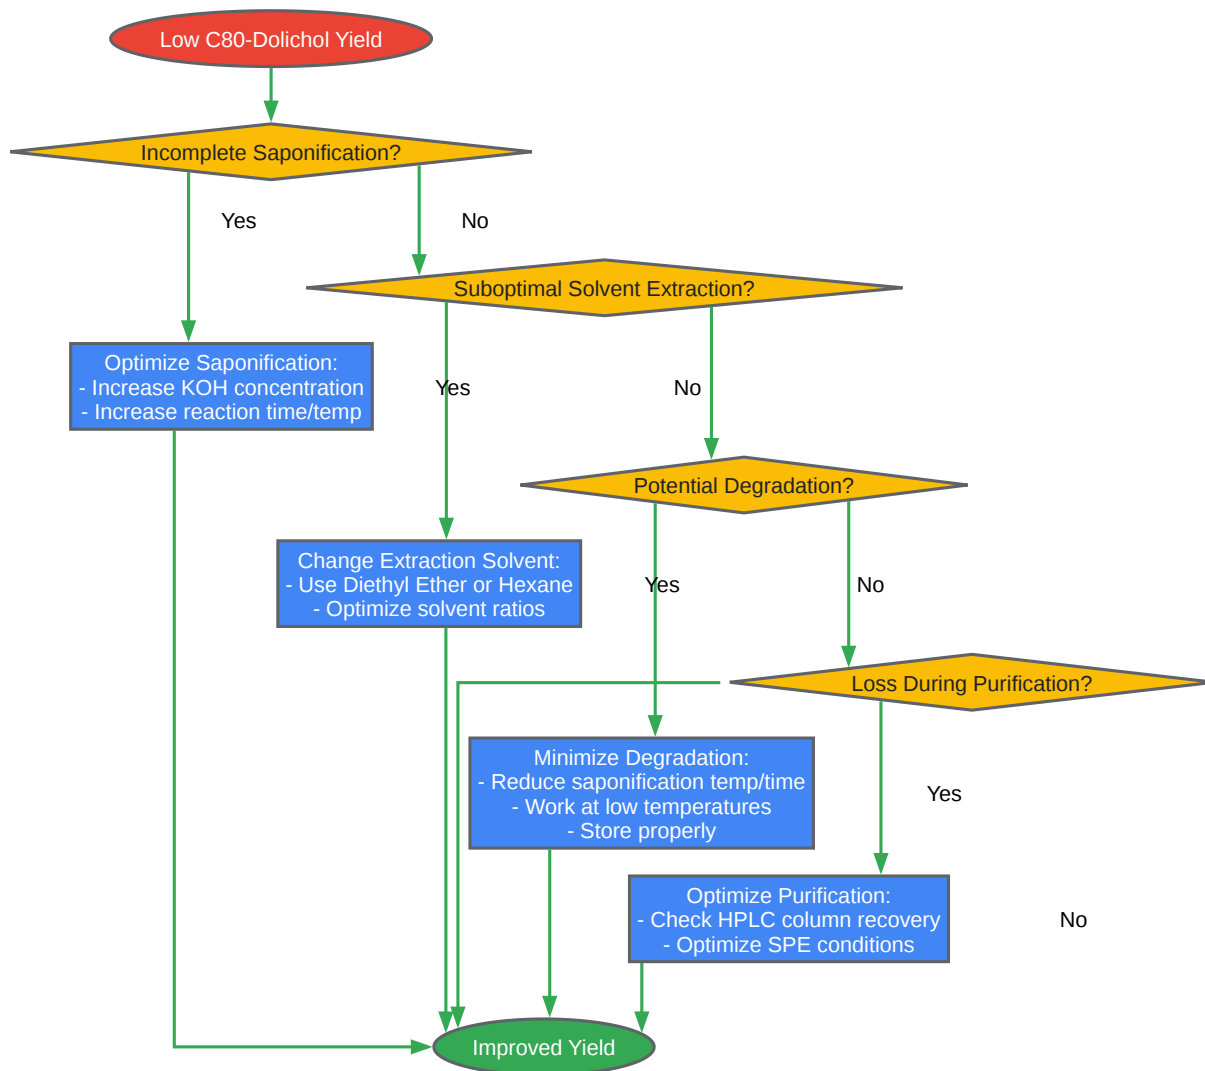 Low C80-Dolichol Yield
Incomplete Saponification?
Yes
No
Suboptimal Solvent Extraction?
Optimize Saponification:
- Increase KOH concentration
- Increase reaction time/temp
Yes
No
Potential Degradation?
Change Extraction Solvent:
- Use Diethyl Ether or Hexane
- Optimize solvent ratios
Yes
No
Loss During Purification?
Minimize Degradation:
- Reduce saponification temp/time
- Work at low temperatures
- Store properly
Yes
Optimize Purification:
- Check HPLC column recovery
- Optimize SPE conditions
No
Improved Yield